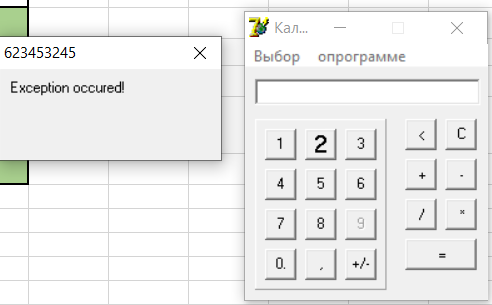 623453245
Exception occured!
Кал...
Выбор опрограмме
1 2 3 < C
4 5 6 + -
7 8 9 / *
0. , +/- =